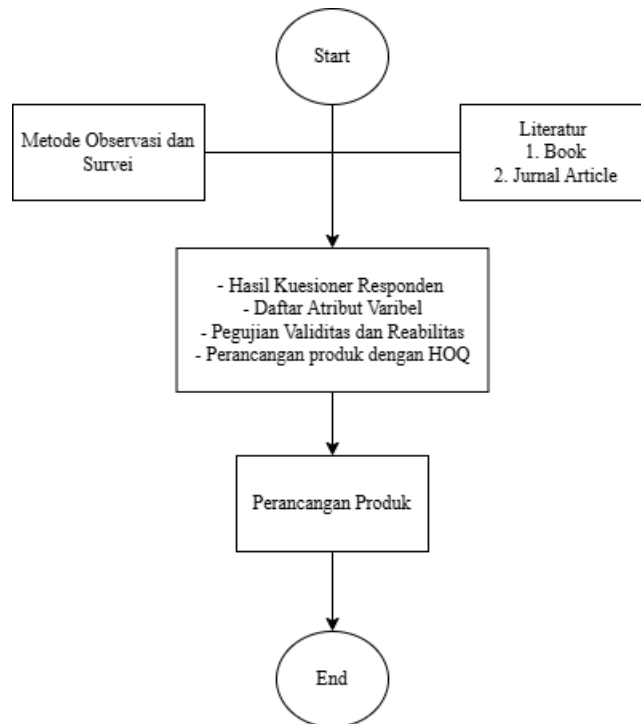 Start
Metode Observasi dan
Survei
Literatur
1. Book
2. Jurnal Article
- Hasil Kuesioner Responden
- Daftar Atribut Varibel
- Pegujian Validitas dan Reabilitas
- Perancangan produk dengan HOQ
Perancangan Produk
End